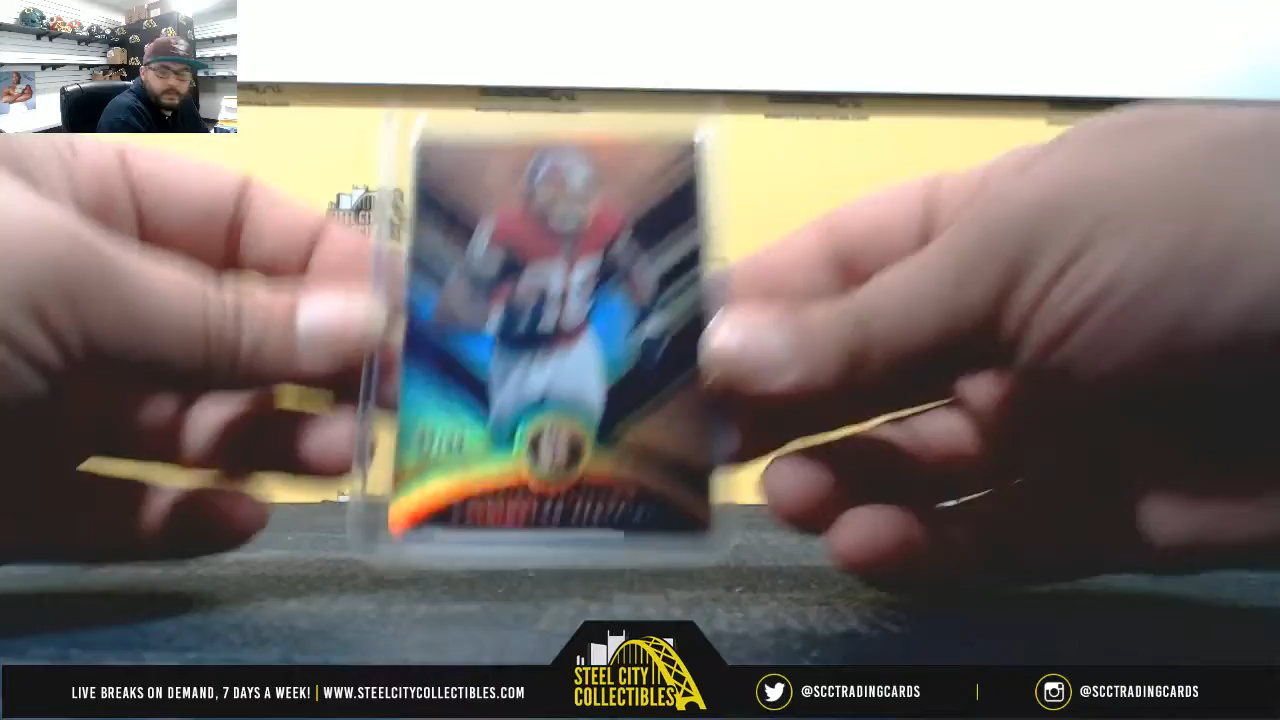 STEEL CITY
COLLECTIBLES
LIVE BREAKS ON DEMAND, 7 DAYS A WEEK! | WWW.STEELCITYCOLLECTIBLES.COM
@SCCTRADINGCARDS | @SCCTRADINGCARDS